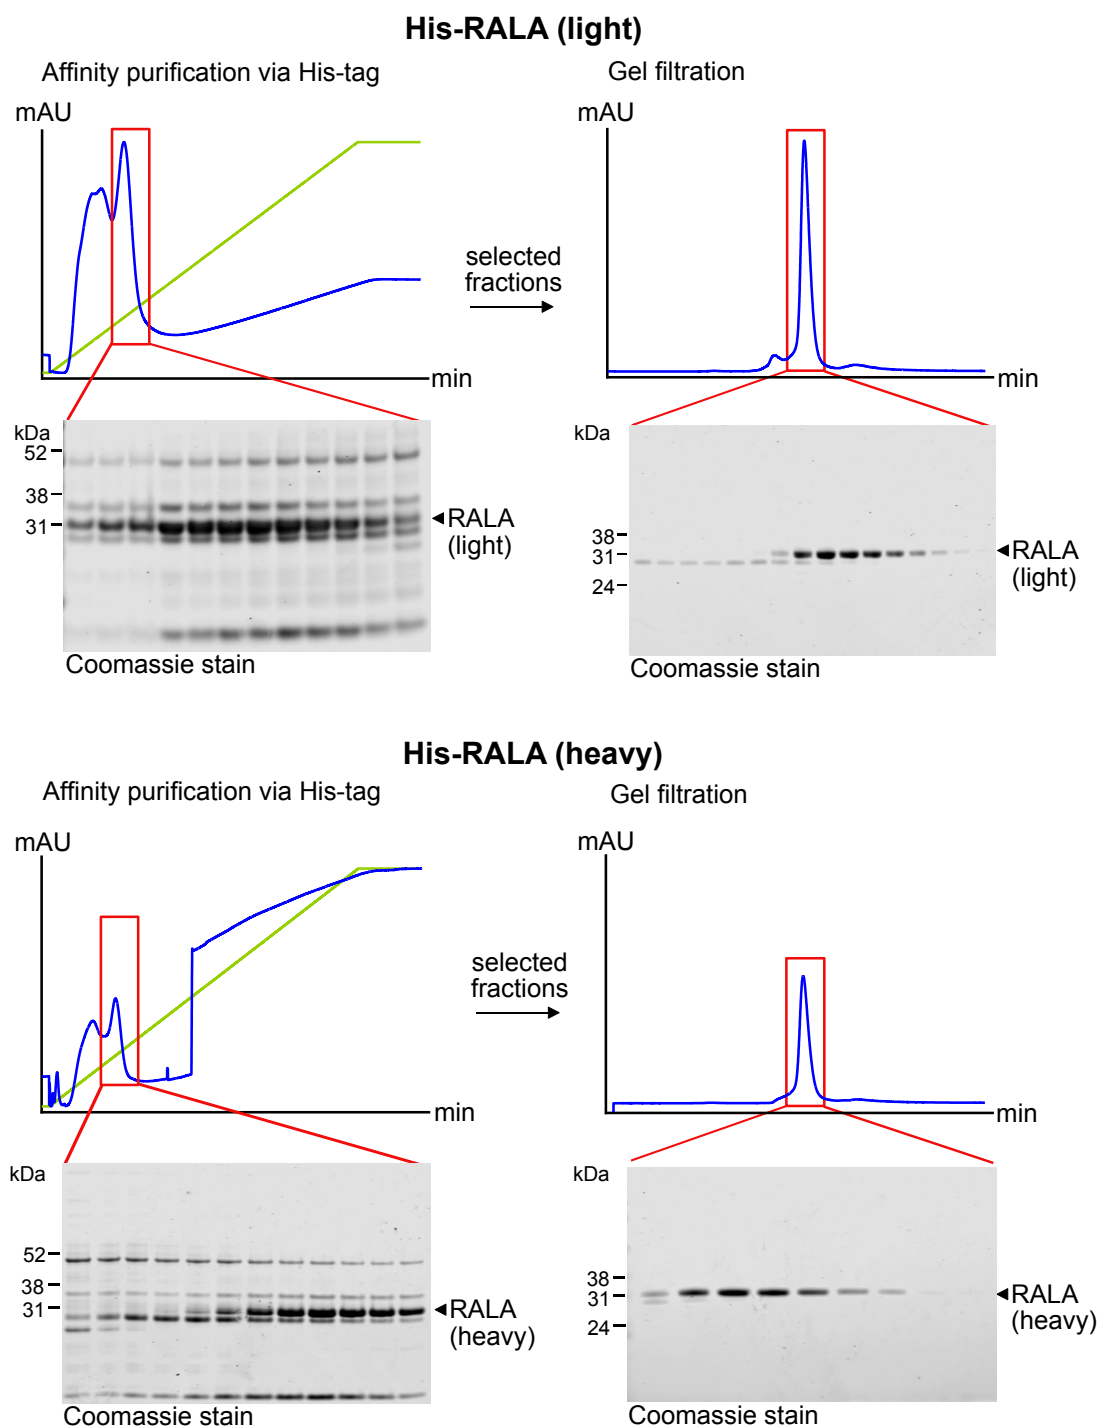 His-RALA (light)
Affinity purification via His-tag
Gel filtration
mAU
mAU
selected
fractions
min
min
kDa
52
38
31
RALA
(light)
Coomassie stain
kDa
38
31
24
RALA
(light)
Coomassie stain
His-RALA (heavy)
Affinity purification via His-tag
Gel filtration
mAU
mAU
selected
fractions
min
min
kDa
52
38
31
RALA
(heavy)
Coomassie stain
kDa
38
31
24
RALA
(heavy)
Coomassie stain